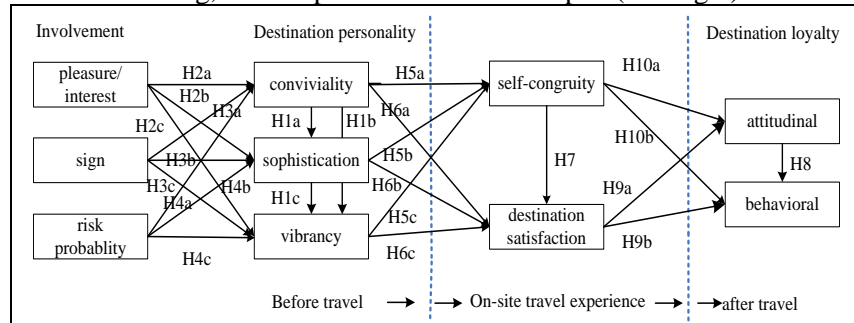 Involvement
Destination personality
Destination loyalty
pleasure/
interest
sign
risk
probablity
H2a
H2b
H3a
H2c
H3b
H3c
H4b
H4a
H4c
conviviality
H1a
H1b
sophistication
H1c
vibrancy
H5a
H6a
H5b
H6b
H5c
H6c
self-congruity
H7
destination
satisfaction
H10a
H10b
H9a
H9b
attitudinal
H8
behavioral
Before travel
On-site travel experience
after travel